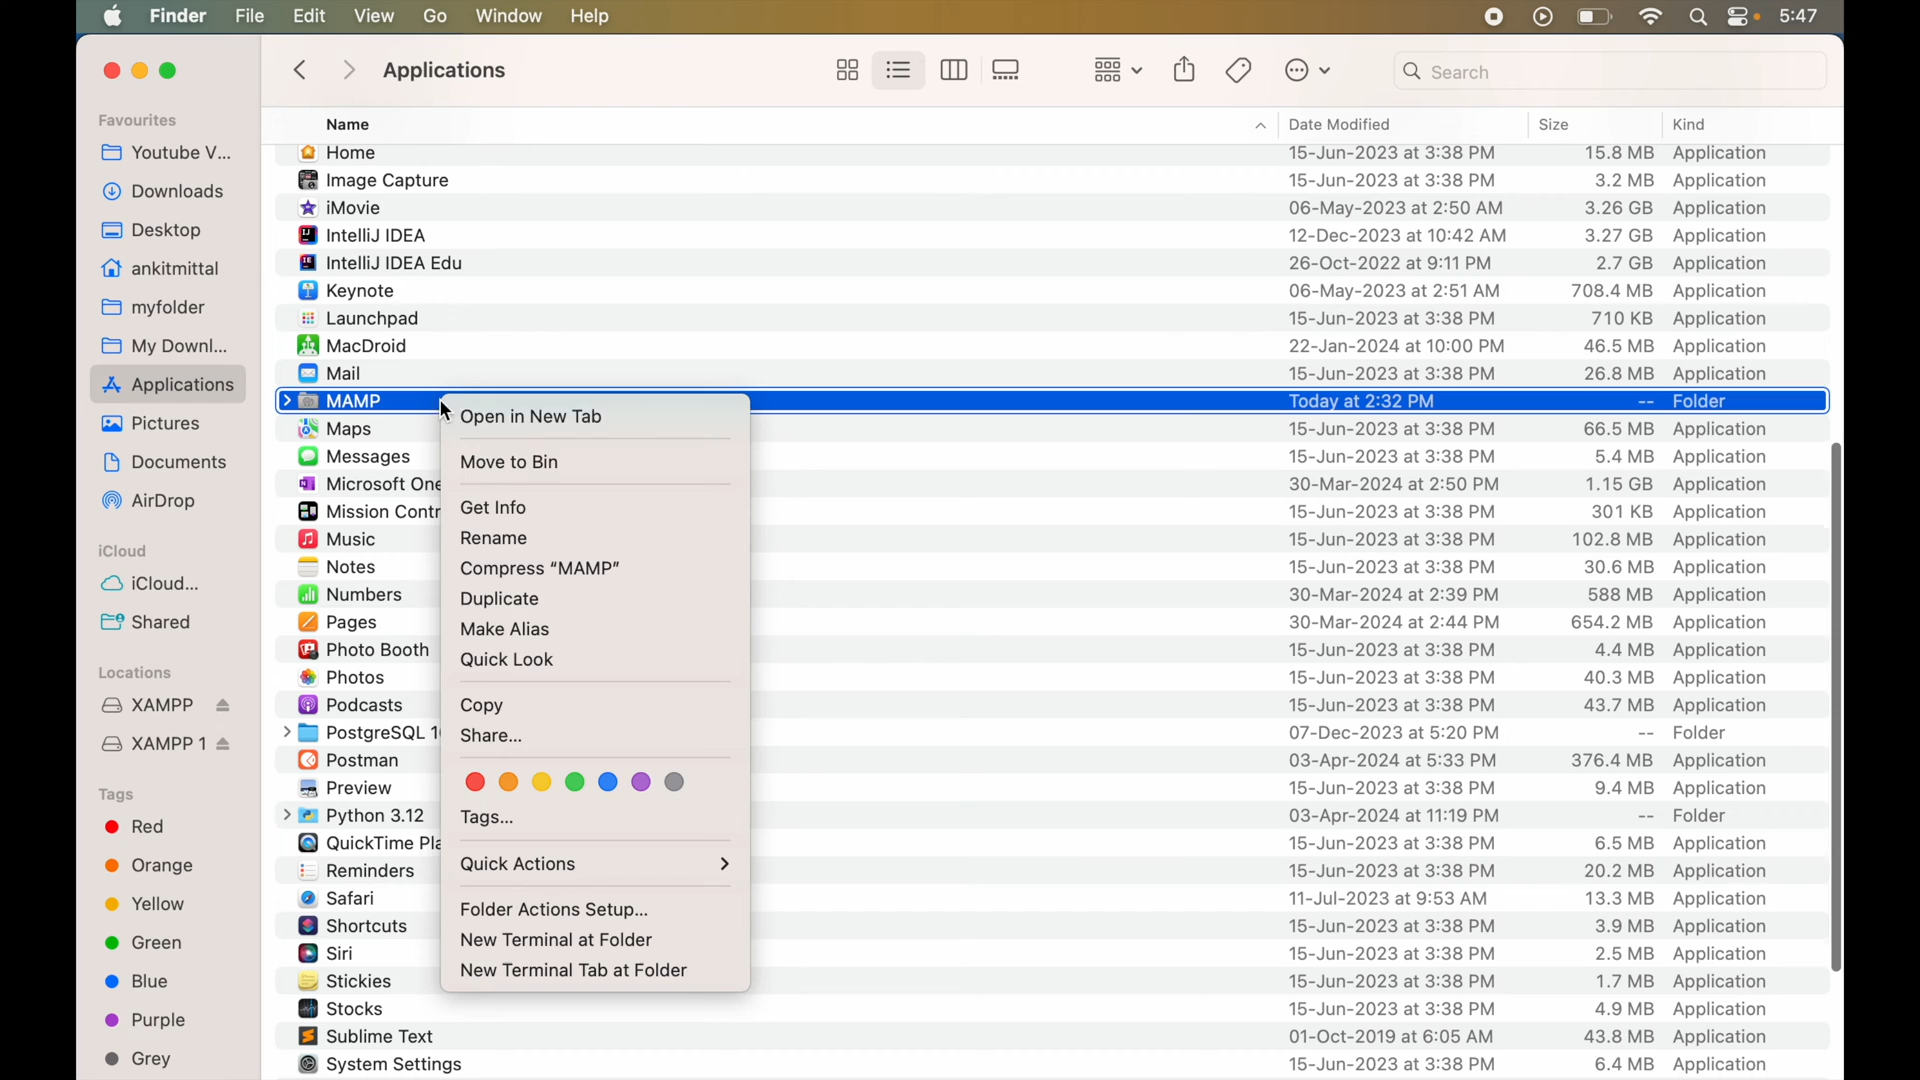 Finder File Edit View Go Window Help 5:47
Applications Search
Favourites
Youtube V...
Downloads
Desktop
ankitmittal
myfolder
My Downl...
Applications
Pictures
Documents
AirDrop
iCloud
iCloud...
Shared
Locations
XAMPP
XAMPP 1
Tags
Red
Orange
Yellow
Green
Blue
Purple
Grey
Name Date Modified Size Kind
Home 15-Jun-2023 at 3:38 PM 15.8 MB Application
Image Capture 15-Jun-2023 at 3:38 PM 3.2 MB Application
iMovie 06-May-2023 at 2:50 AM 3.26 GB Application
IntelliJ IDEA 12-Dec-2023 at 10:42 AM 3.27 GB Application
IntelliJ IDEA Edu 26-Oct-2022 at 9:11 PM 2.7 GB Application
Keynote 06-May-2023 at 2:51 AM 708.4 MB Application
Launchpad 15-Jun-2023 at 3:38 PM 710 KB Application
MacDroid 22-Jan-2024 at 10:00 PM 46.5 MB Application
Mail 15-Jun-2023 at 3:38 PM 26.8 MB Application
MAMP Today at 2:32 PM -- Folder
Maps 15-Jun-2023 at 3:38 PM 66.5 MB Application
Messages 15-Jun-2023 at 3:38 PM 5.4 MB Application
Microsoft One 30-Mar-2024 at 2:50 PM 1.15 GB Application
Mission Contr 15-Jun-2023 at 3:38 PM 301 KB Application
Music 15-Jun-2023 at 3:38 PM 102.8 MB Application
Notes 15-Jun-2023 at 3:38 PM 30.6 MB Application
Numbers 30-Mar-2024 at 2:39 PM 588 MB Application
Pages 30-Mar-2024 at 2:44 PM 654.2 MB Application
Photo Booth 15-Jun-2023 at 3:38 PM 4.4 MB Application
Photos 15-Jun-2023 at 3:38 PM 40.3 MB Application
Podcasts 15-Jun-2023 at 3:38 PM 43.7 MB Application
PostgreSQL 1 07-Dec-2023 at 5:20 PM -- Folder
Postman 03-Apr-2024 at 5:33 PM 376.4 MB Application
Preview 15-Jun-2023 at 3:38 PM 9.4 MB Application
Python 3.12 03-Apr-2024 at 11:19 PM -- Folder
QuickTime Pla 15-Jun-2023 at 3:38 PM 6.5 MB Application
Reminders 15-Jun-2023 at 3:38 PM 20.2 MB Application
Safari 11-Jul-2023 at 9:53 AM 13.3 MB Application
Shortcuts 15-Jun-2023 at 3:38 PM 3.9 MB Application
Siri 15-Jun-2023 at 3:38 PM 2.5 MB Application
Stickies 15-Jun-2023 at 3:38 PM 1.7 MB Application
Stocks 15-Jun-2023 at 3:38 PM 4.9 MB Application
Sublime Text 01-Oct-2019 at 6:05 AM 43.8 MB Application
System Settings 15-Jun-2023 at 3:38 PM 6.4 MB Application
Open in New Tab
Move to Bin
Get Info
Rename
Compress “MAMP”
Duplicate
Make Alias
Quick Look
Copy
Share...
Tags...
Quick Actions
Folder Actions Setup...
New Terminal at Folder
New Terminal Tab at Folder